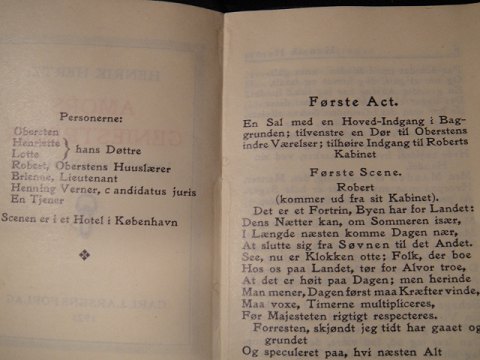 Personerne:
Obersten
Henriette
Lotte } hans Døttre
Robert, Oberstens Huuslærer
Brienne, Lieutenant
Henning Verner, candidatus juris
En Tjener
Scenen er i et Hotel i København
Første Act.
En Sal med en Hoved-Indgang i Bag-
grunden; tilvenstre en Dør til Oberstens
indre Værelser; tilhøire Indgang til Roberts
Kabinet
Første Scene.
Robert
(kommer ud fra sit Kabinet).
Det er et Fortrin, Byen har for Landet:
Dens Nætter kan, om Sommeren især,
I Længde næsten komme Dagen nær,
At slutte sig fra Søvnen til det Andet.
See, nu er Klokken otte; Folk, der boe
Hos os paa Landet, tør for Alvor troe,
At det er høit paa Dagen; men herinde
Man mener, Dagen først maa Kræfter vinde,
Maa voxe, Timerne multipliceres,
Før Majesteten rigtigt respecteres.
Forresten, skjøndt jeg tidt har gaaet og
grundet
Og speculeret paa, hvi næsten Alt